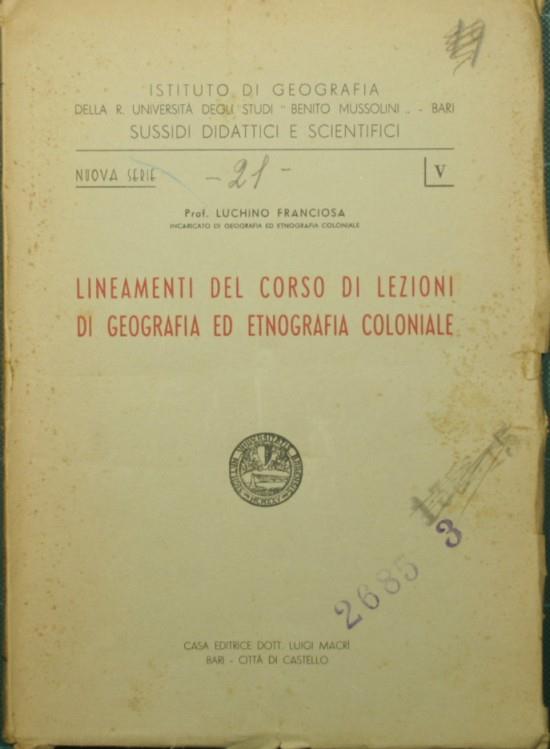 ISTITUTO DI GEOGRAFIA
DELLA R. UNIVERSITÀ DEGLI STUDI " BENITO MUSSOLINI „ - BARI
SUSSIDI DIDATTICI E SCIENTIFICI
NUOVA SERIE
- 21 -
V
Prof. LUCHINO FRANCIOSA
INCARICATO DI GEOGRAFIA ED ETNOGRAFIA COLONIALE
LINEAMENTI DEL CORSO DI LEZIONI
DI GEOGRAFIA ED ETNOGRAFIA COLONIALE
2685 3
CASA EDITRICE DOTT. LUIGI MACRÌ
BARI - CITTÀ DI CASTELLO